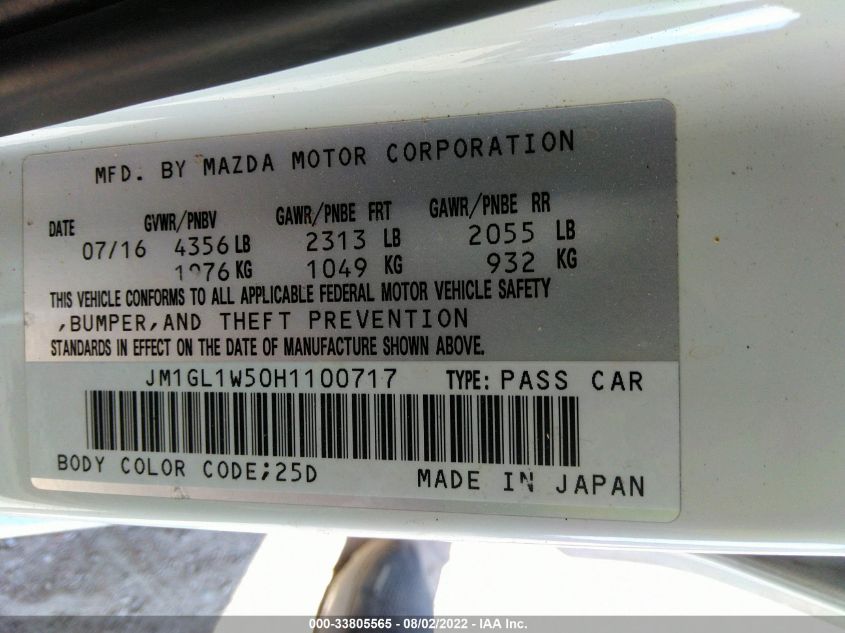 MFD. BY MAZDA MOTOR CORPORATION
DATE GVWR/PNBV GAWR/PNBE FRT GAWR/PNBE RR
07/16 4356 LB 2313 LB 2055 LB
1976 KG 1049 KG 932 KG
THIS VEHICLE CONFORMS TO ALL APPLICABLE FEDERAL MOTOR VEHICLE SAFETY
,BUMPER,AND THEFT PREVENTION
STANDARDS IN EFFECT ON THE DATE OF MANUFACTURE SHOWN ABOVE.
JM1GL1W50H1100717 TYPE: PASS CAR
BODY COLOR CODE;25D MADE IN JAPAN
000-33805565 - 08/02/2022 - IAA Inc.